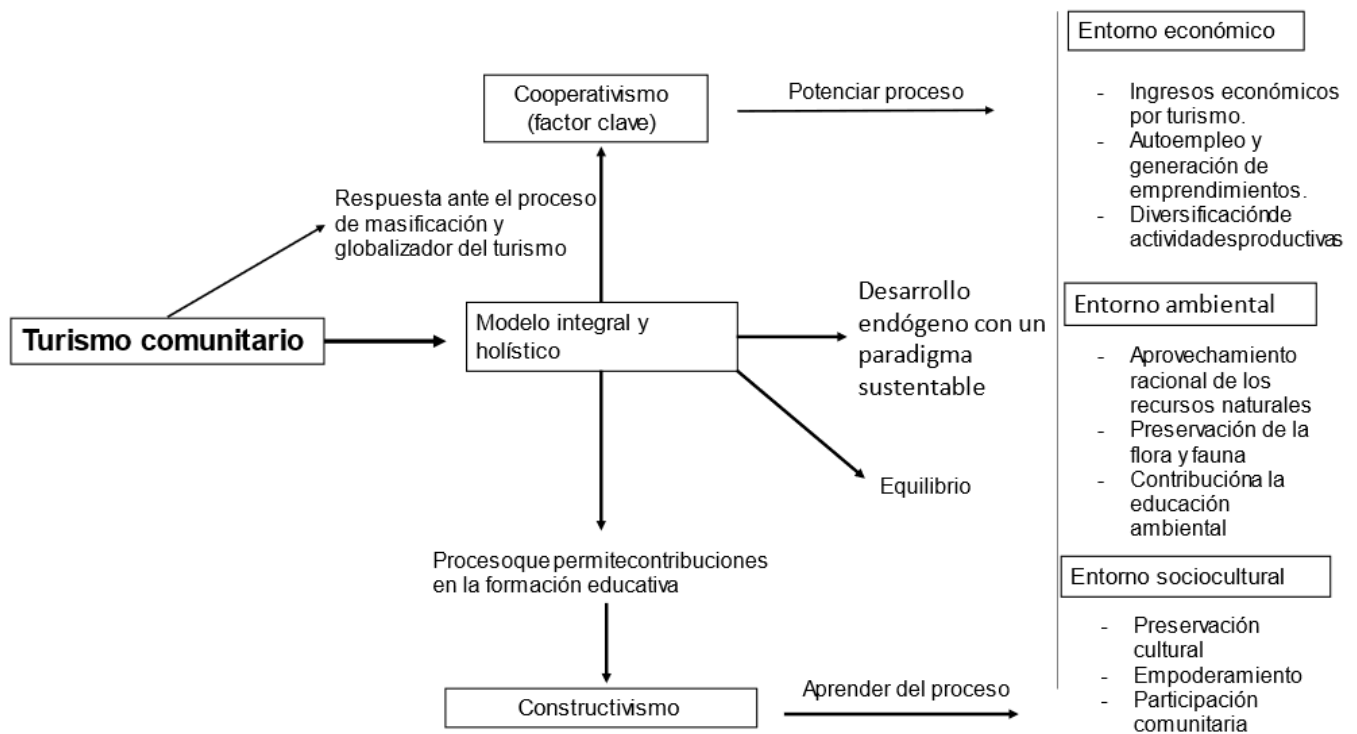 Turismo comunitario
Respuesta ante el proceso
de masificación y
globalizador del turismo
Modelo integral y
holístico
Cooperativismo
(factor clave)
Potenciar proceso
Desarrollo
endógeno con un
paradigma
sustentable
Equilibrio
Procesoque permitecontribuciones
en la formación educativa
Constructivismo
Aprender del proceso
Entorno económico
- Ingresos económicos
por turismo.
- Autoempleo y
generación de
emprendimientos.
- Diversificaciónde
actividadesproductivas
Entorno ambiental
- Aprovechamiento
racional de los
recursos naturales
- Preservación de la
flora y fauna
- Contribucióna la
educación
ambiental
Entorno sociocultural
- Preservación
cultural
- Empoderamiento
- Participación
comunitaria